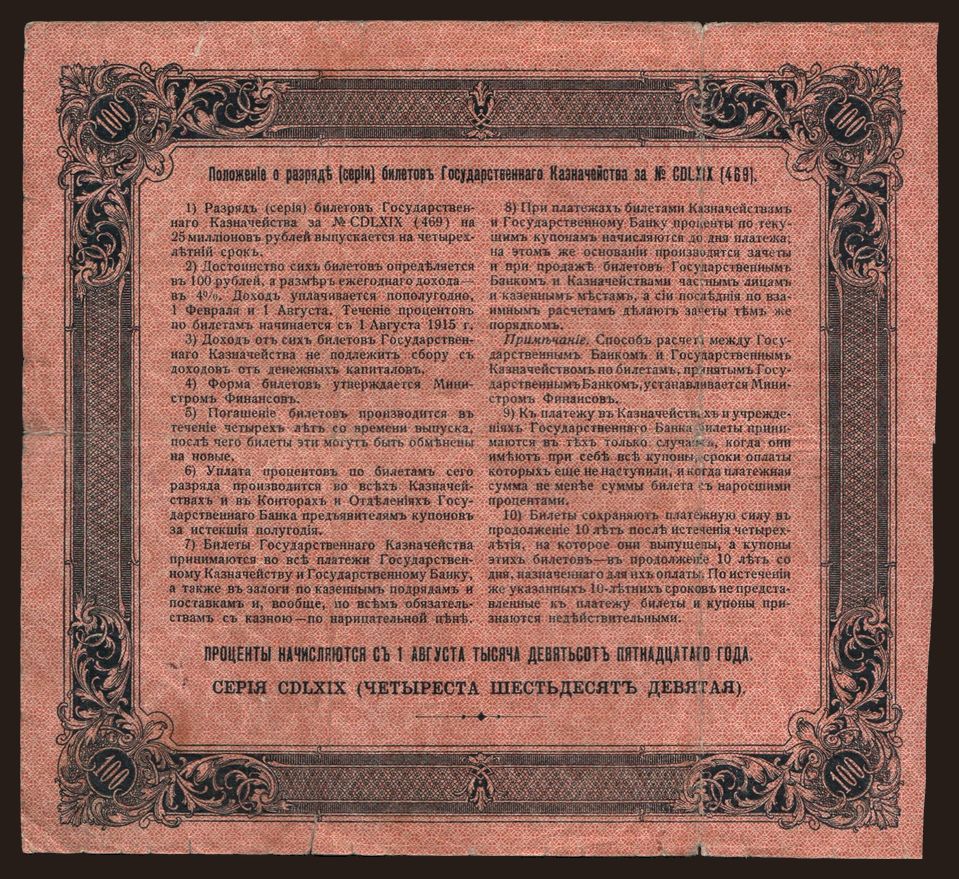 100
100
Положеніе о разрядѣ (серіи) билетовъ Государственнаго Казначейства за № CDLXIX (469).
1) Разрядъ (серія) билетовъ Государствен-
наго Казначейства за № CDLXIX (469) на
25 милліоновъ рублей выпускается на четырех-
лѣтній срокъ.
2) Достоинство сихъ билетовъ опредѣляется
въ 100 рублей, а размѣръ ежегоднаго дохода—
въ 4%. Доходъ уплачивается пополугодно,
1 Февраля и 1 Августа. Теченіе процентовъ
по билетамъ начинается съ 1 Августа 1915 г.
3) Доходъ отъ сихъ билетовъ Государствен-
наго Казначейства не подлежитъ сбору съ
доходовъ отъ денежныхъ капиталовъ.
4) Форма билетовъ утверждается Мини-
стромъ Финансовъ.
5) Погашеніе билетовъ производится въ
теченіе четырехъ лѣтъ со времени выпуска,
послѣ чего билеты эти могутъ быть обмѣнены
на новые.
6) Уплата процентовъ по билетамъ сего
разряда производится во всѣхъ Казначей-
ствахъ и въ Конторахъ и Отдѣленіяхъ Госу-
дарственнаго Банка предъявителямъ купоновъ
за истекшія полугодія.
7) Билеты Государственнаго Казначейства
принимаются во всѣ платежи Государствен-
ному Казначейству и Государственному Банку,
а также въ залоги по казеннымъ подрядамъ и
поставкамъ и, вообще, по всѣмъ обязатель-
ствамъ съ казною—по нарицательной цѣнѣ.
8) При платежахъ билетами Казначействамъ
и Государственному Банку проценты по теку-
щимъ купонамъ начисляются до дня платежа;
на этомъ же основаніи производятся зачеты
и при продажѣ билетовъ Государственнымъ
Банкомъ и Казначействами частнымъ лицамъ
и казеннымъ мѣстамъ, а сіи послѣднія по вза-
имнымъ расчетамъ дѣлаютъ зачеты тѣмъ же
порядкомъ.
Примѣчаніе. Способъ расчета между Госу-
дарственнымъ Банкомъ и Государственнымъ
Казначействомъ по билетамъ, принятымъ Госу-
дарственнымъ Банкомъ, устанавливается Мини-
стромъ Финансовъ.
9) Къ платежу въ Казначействахъ и учрежде-
ніяхъ Государственнаго Банка билеты прини-
маются въ тѣхъ только случаяхъ, когда они
имѣютъ при себѣ всѣ купоны, сроки оплаты
которыхъ еще не наступили, и когда платежная
сумма не менѣе суммы билета съ наросшими
процентами.
10) Билеты сохраняютъ платежную силу въ
продолженіе 10 лѣтъ послѣ истеченія четырех-
лѣтія, на которое они выпущены, а купоны
этихъ билетовъ—въ продолженіе 10 лѣтъ со
дня, назначеннаго для ихъ оплаты. По истеченіи
же указанныхъ 10-лѣтнихъ сроковъ не предста-
вленные къ платежу билеты и купоны при-
знаются недѣйствительными.
ПРОЦЕНТЫ НАЧИСЛЯЮТСЯ СЪ 1 АВГУСТА ТЫСЯЧА ДЕВЯТЬСОТЪ ПЯТНАДЦАТАГО ГОДА.
СЕРІЯ CDLXIX (ЧЕТЫРЕСТА ШЕСТЬДЕСЯТЪ ДЕВЯТАЯ).
100
100